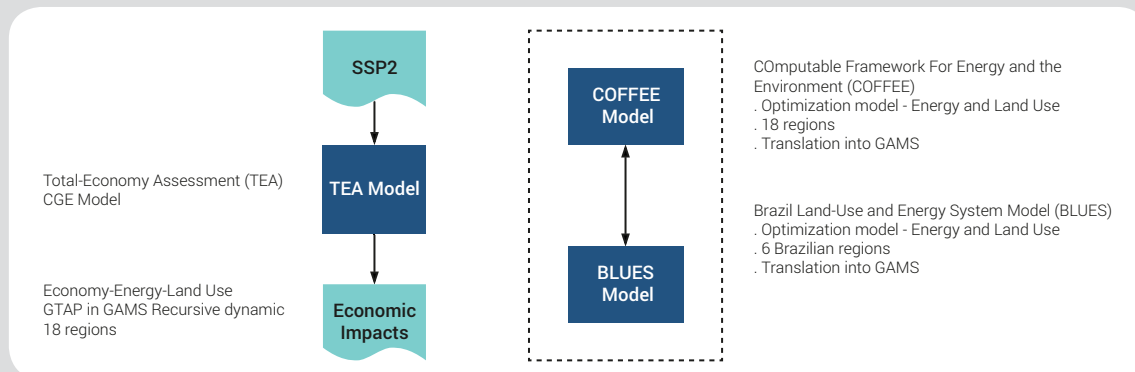 SSP2
Total-Economy Assessment (TEA)
CGE Model
TEA Model
Economy-Energy-Land Use
GTAP in GAMS Recursive dynamic
18 regions
Economic
Impacts
COFFEE
Model
BLUES
Model
COmputable Framework For Energy and the
Environment (COFFEE)
. Optimization model - Energy and Land Use
. 18 regions
. Translation into GAMS
Brazil Land-Use and Energy System Model (BLUES)
. Optimization model - Energy and Land Use
. 6 Brazilian regions
. Translation into GAMS